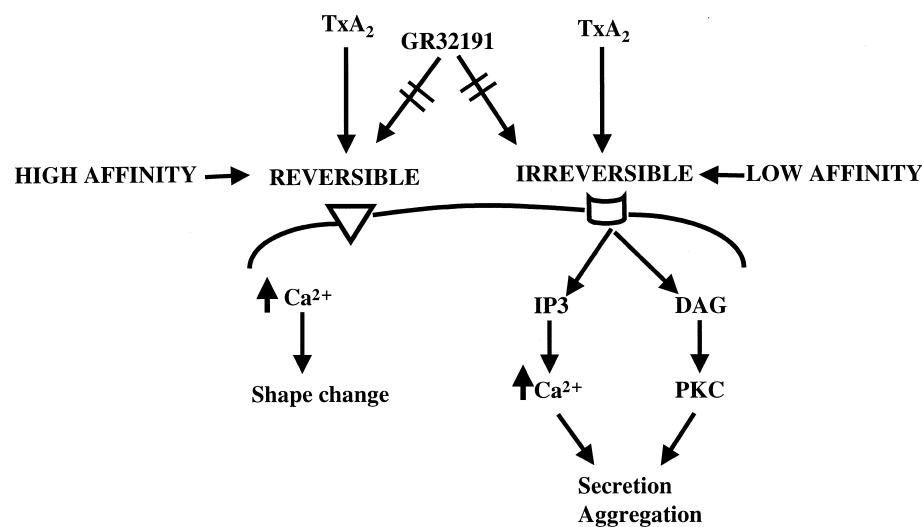 TxA₂
GR32191
TxA₂
HIGH AFFINITY
REVERSIBLE
IRREVERSIBLE
LOW AFFINITY
Ca²⁺
Shape change
IP3
DAG
Ca²⁺
PKC
Secretion
Aggregation